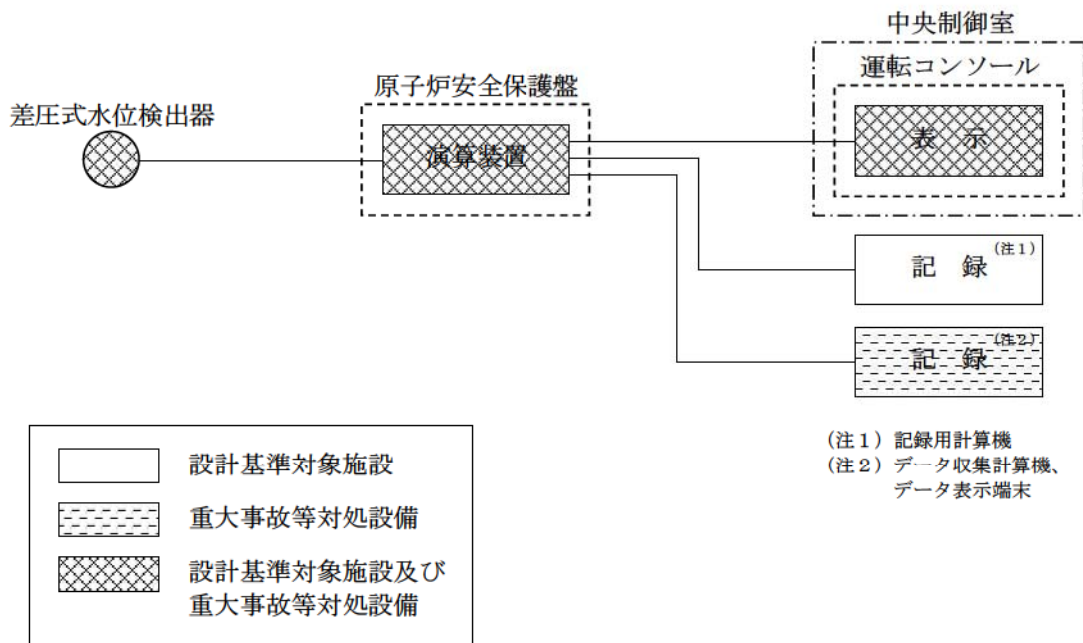 中央制御室
運転コンソール
原子炉安全保護盤
差圧式水位検出器
演算装置
表　示
記　録（注１）
記　録（注２）
（注１）記録用計算機
（注２）データ収集計算機、
データ表示端末
設計基準対象施設
重大事故等対処設備
設計基準対象施設及び
重大事故等対処設備